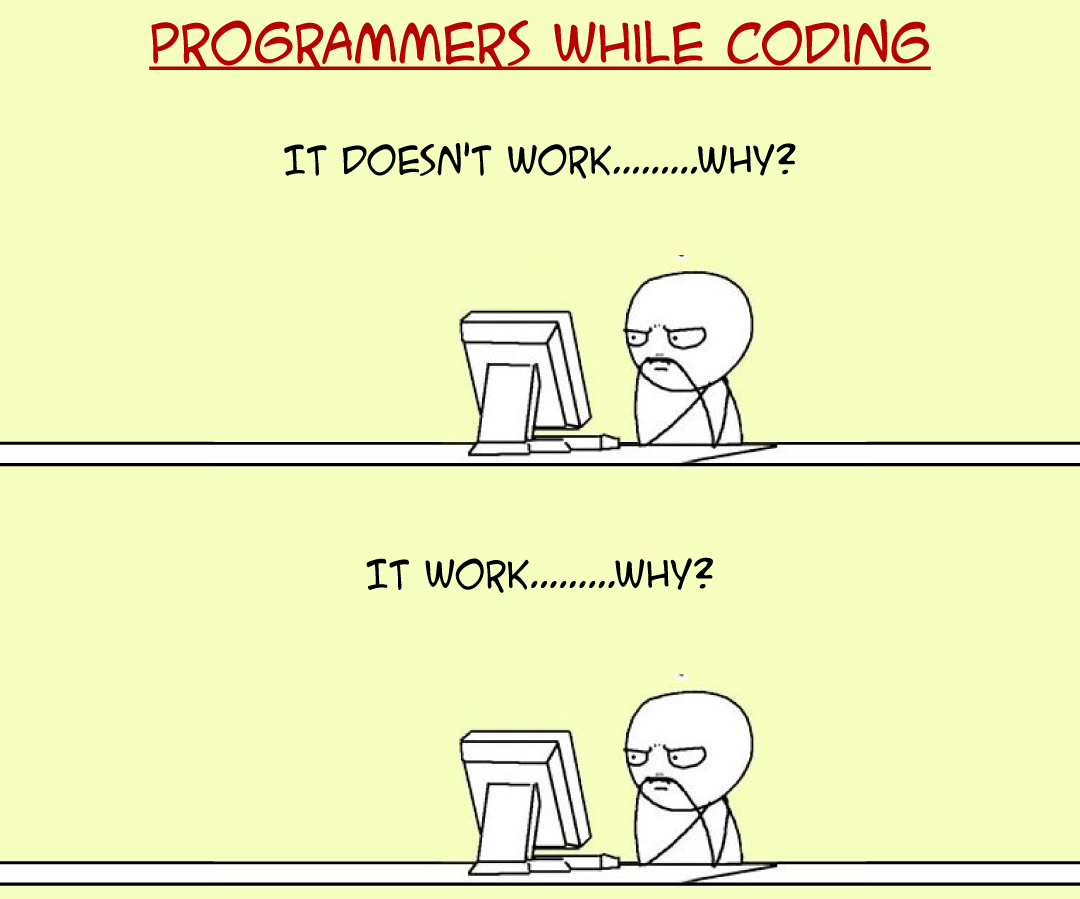 PROGRAMMERS WHILE CODING
IT DOESN'T WORK.........WHY?
IT WORK.........WHY?